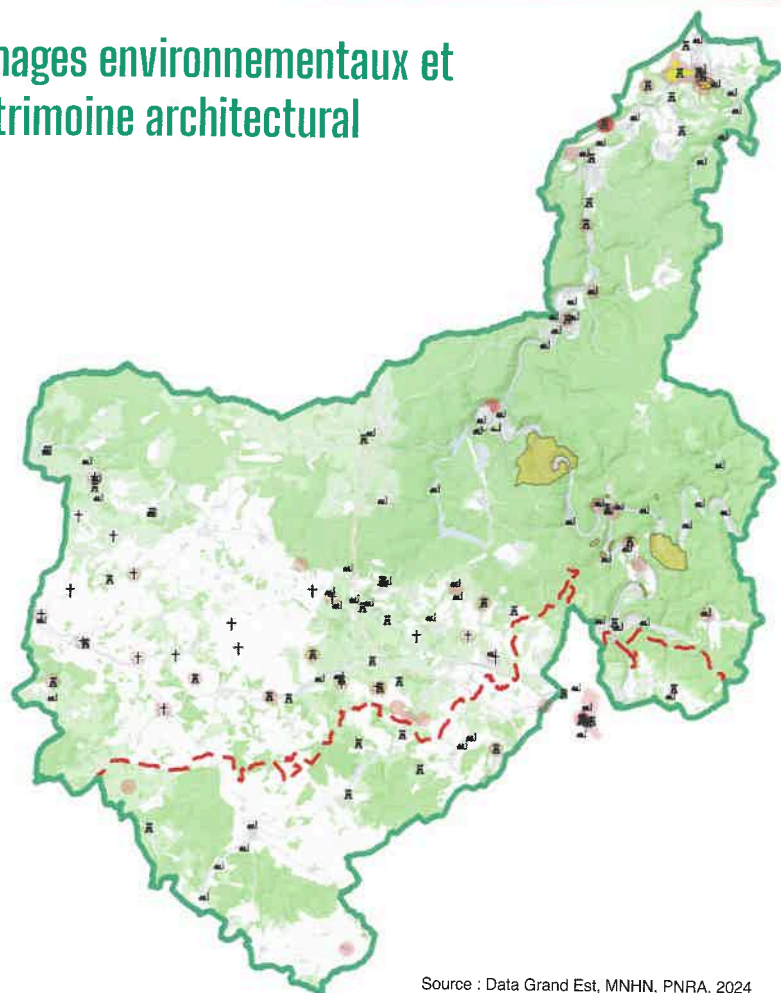 nages environnementaux et
trimoine architectural
Source : Data Grand Est, MNHN, PNRA, 2024